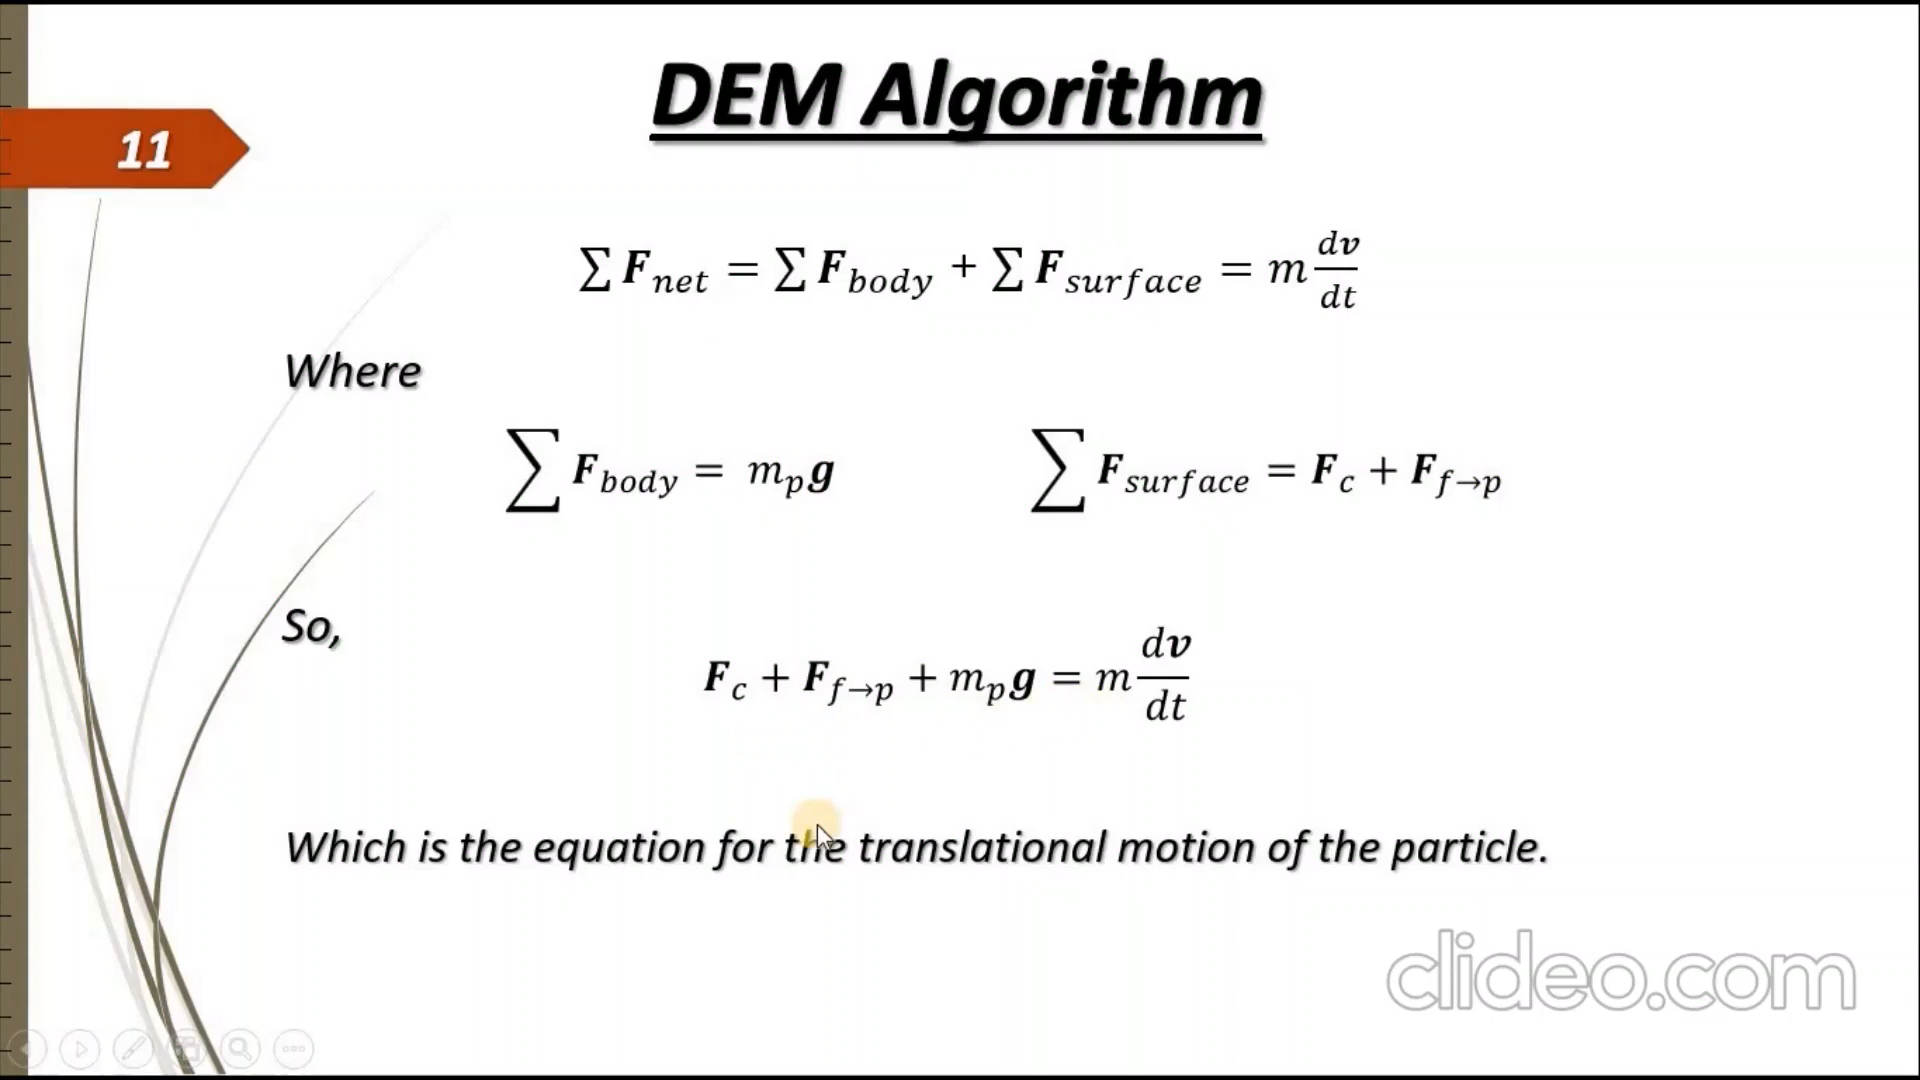 DEM Algorithm
11
∑ F_net = ∑ F_body + ∑ F_surface = m dv/dt
Where
∑ F_body = m_p g
∑ F_surface = F_c + F_f→p
So,
F_c + F_f→p + m_p g = m dv/dt
Which is the equation for the translational motion of the particle.
clideo.com